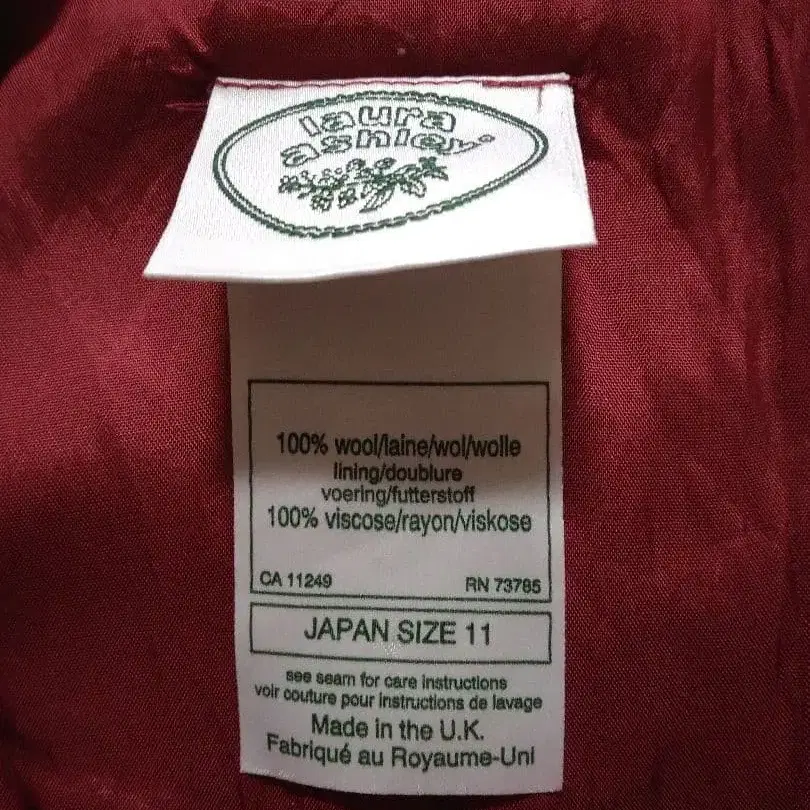 laura
ashley
100% wool/laine/wol/wolle
lining/doublure
voering/futterstoff
100% viscose/rayon/viskose
CA 11249 RN 73785
JAPAN SIZE 11
see seam for care instructions
voir couture pour instructions de lavage
Made in the U.K.
Fabriqué au Royaume-Uni